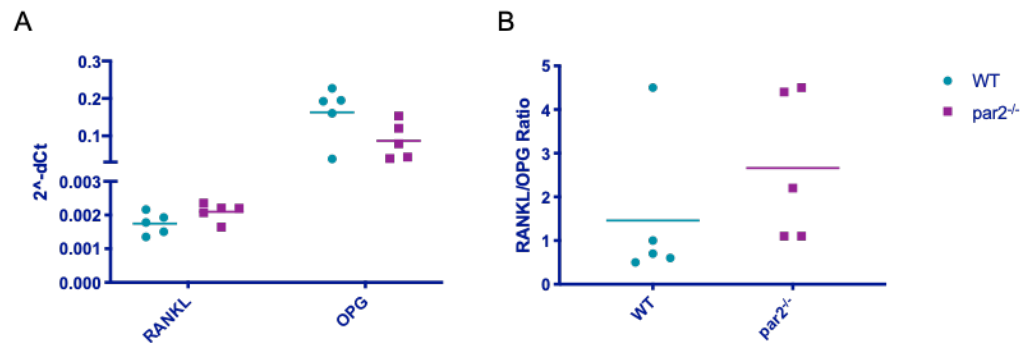 A
2^-dCt
0.3
0.2
0.1
0.003
0.002
0.001
0.000
RANKL
OPG
B
RANKL/OPG Ratio
5
4
3
2
1
0
WT
par2-/-
WT
par2-/-